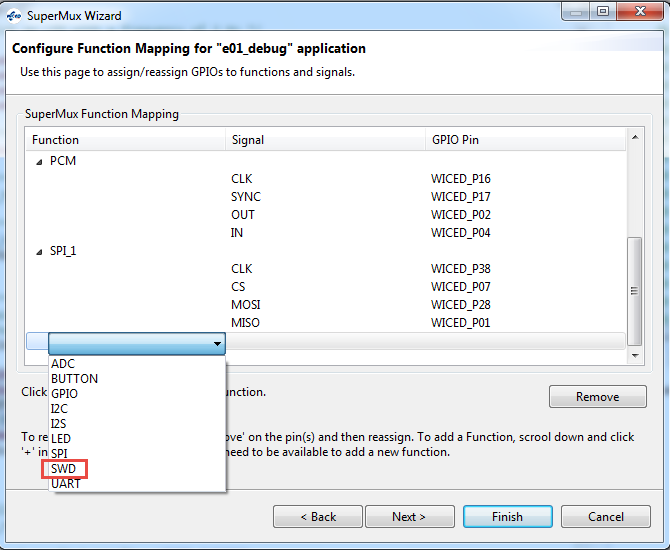 SuperMux Wizard
Configure Function Mapping for "e01_debug" application
Use this page to assign/reassign GPIOs to functions and signals.
SuperMux Function Mapping
Function Signal GPIO Pin
PCM
CLK WICED_P16
SYNC WICED_P17
OUT WICED_P02
IN WICED_P04
SPI_1
CLK WICED_P38
CS WICED_P07
MOSI WICED_P28
MISO WICED_P01
ADC
BUTTON
GPIO
I2C
I2S
LED
SPI
SWD
UART
Click unction.
Remove
To re ove' on the pin(s) and then reassign. To add a Function, scrool down and click
'+' in need to be available to add a new function.
< Back Next > Finish Cancel